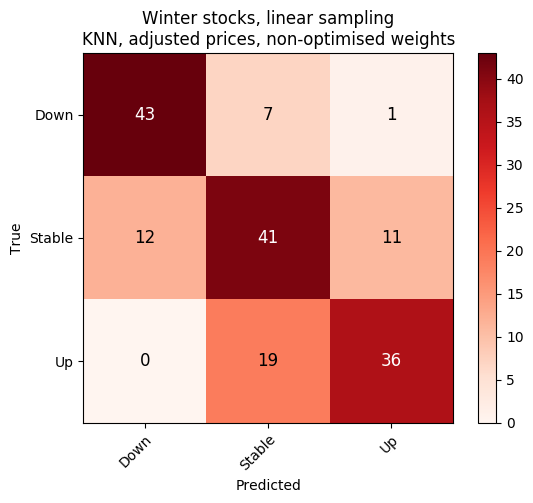 Winter stocks, linear sampling
KNN, adjusted prices, non-optimised weights
True
Down
43 7 1
Stable
12 41 11
Up
0 19 36
Down Stable Up
Predicted
40
35
30
25
20
15
10
5
0